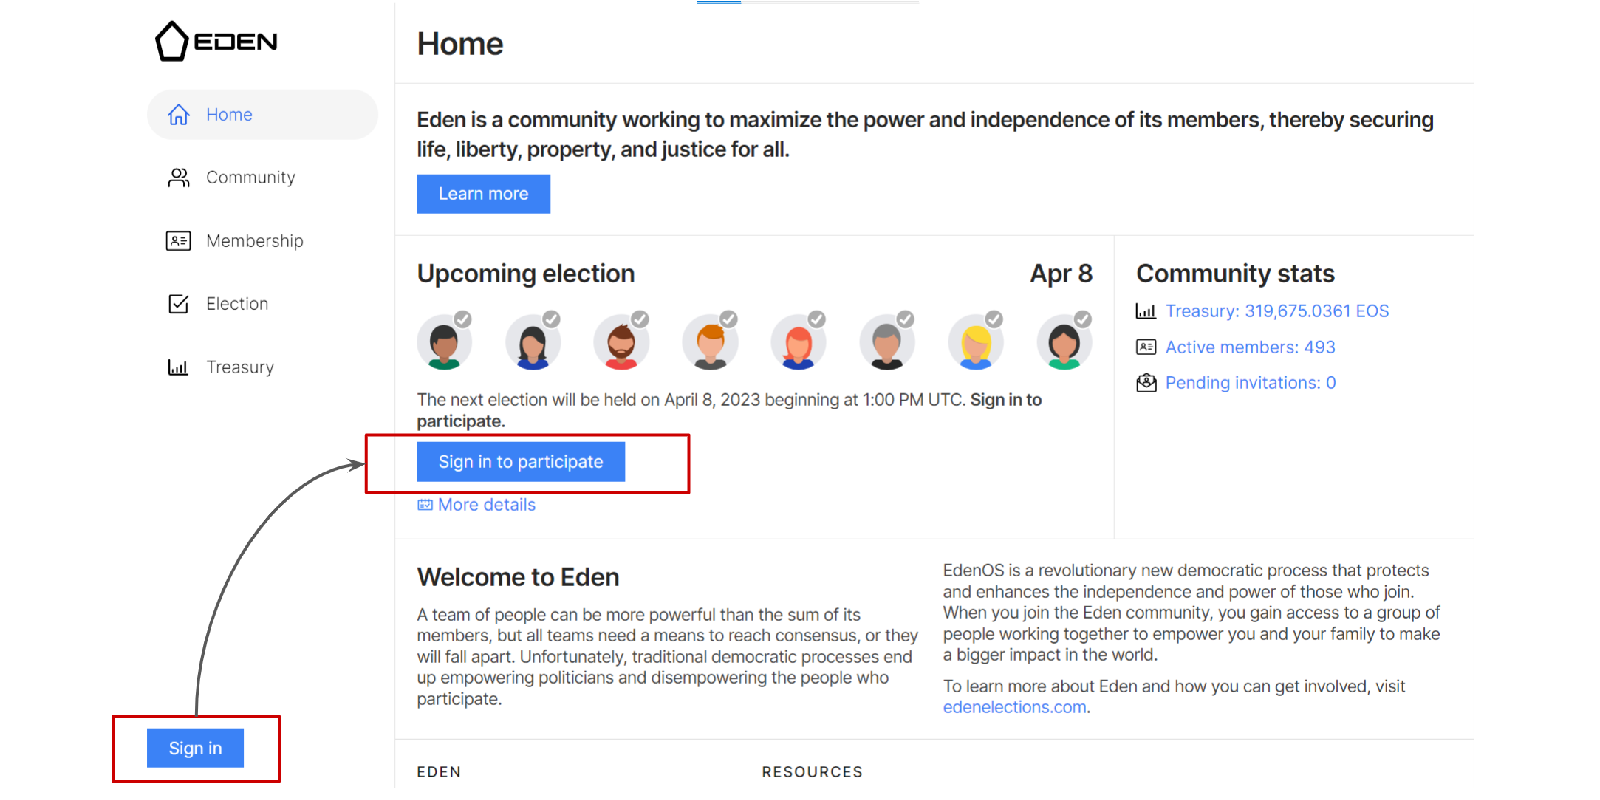 EDEN
Home
Community
Membership
Election
Treasury
Sign in
Home
Eden is a community working to maximize the power and independence of its members, thereby securing
life, liberty, property, and justice for all.
Learn more
Upcoming election
Apr 8
The next election will be held on April 8, 2023 beginning at 1:00 PM UTC. Sign in to
participate.
Sign in to participate
More details
Community stats
Treasury: 319,675.0361 EOS
Active members: 493
Pending invitations: 0
Welcome to Eden
A team of people can be more powerful than the sum of its
members, but all teams need a means to reach consensus, or they
will fall apart. Unfortunately, traditional democratic processes end
up empowering politicians and disempowering the people who
participate.
EdenOS is a revolutionary new democratic process that protects
and enhances the independence and power of those who join.
When you join the Eden community, you gain access to a group of
people working together to empower you and your family to make
a bigger impact in the world.
To learn more about Eden and how you can get involved, visit
edenelections.com.
EDEN
RESOURCES